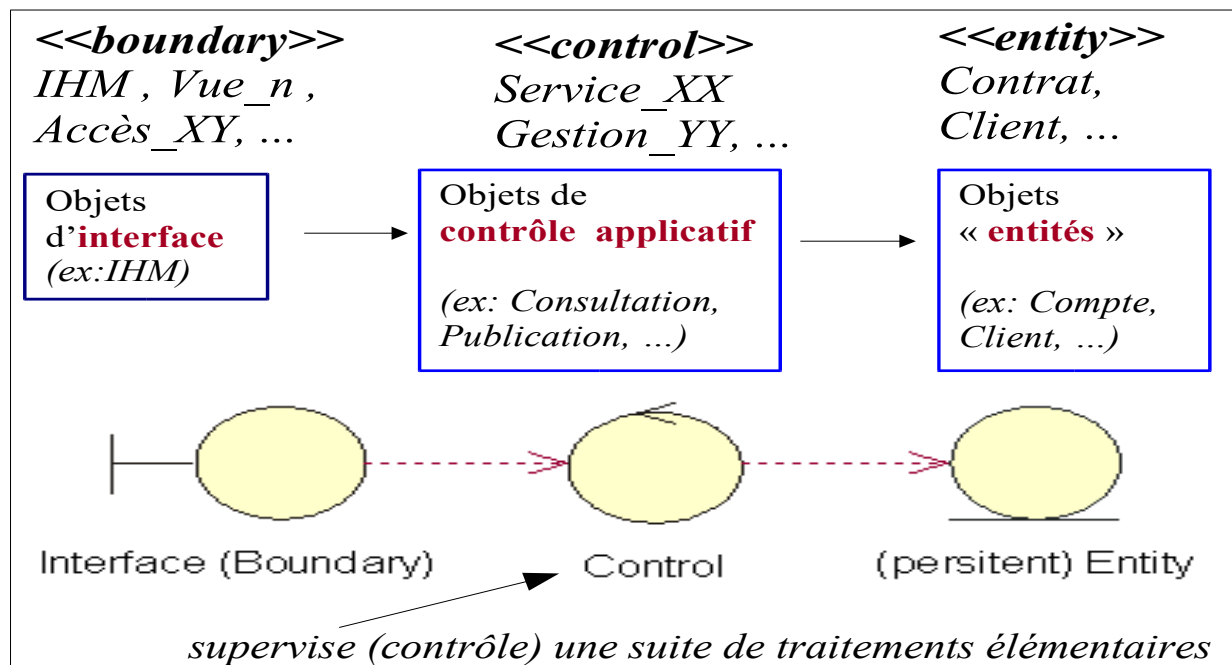 <<boundary>>
IHM , Vue_n ,
Accès_XY, ...
<<control>>
Service_XX
Gestion_YY, ...
<<entity>>
Contrat,
Client, ...
Objets
d’interface
(ex:IHM)
Objets de
contrôle applicatif
(ex: Consultation,
Publication, ...)
Objets
« entités »
(ex: Compte,
Client, ...)
Interface (Boundary)
Control
(persitent) Entity
supervise (contrôle) une suite de traitements élémentaires